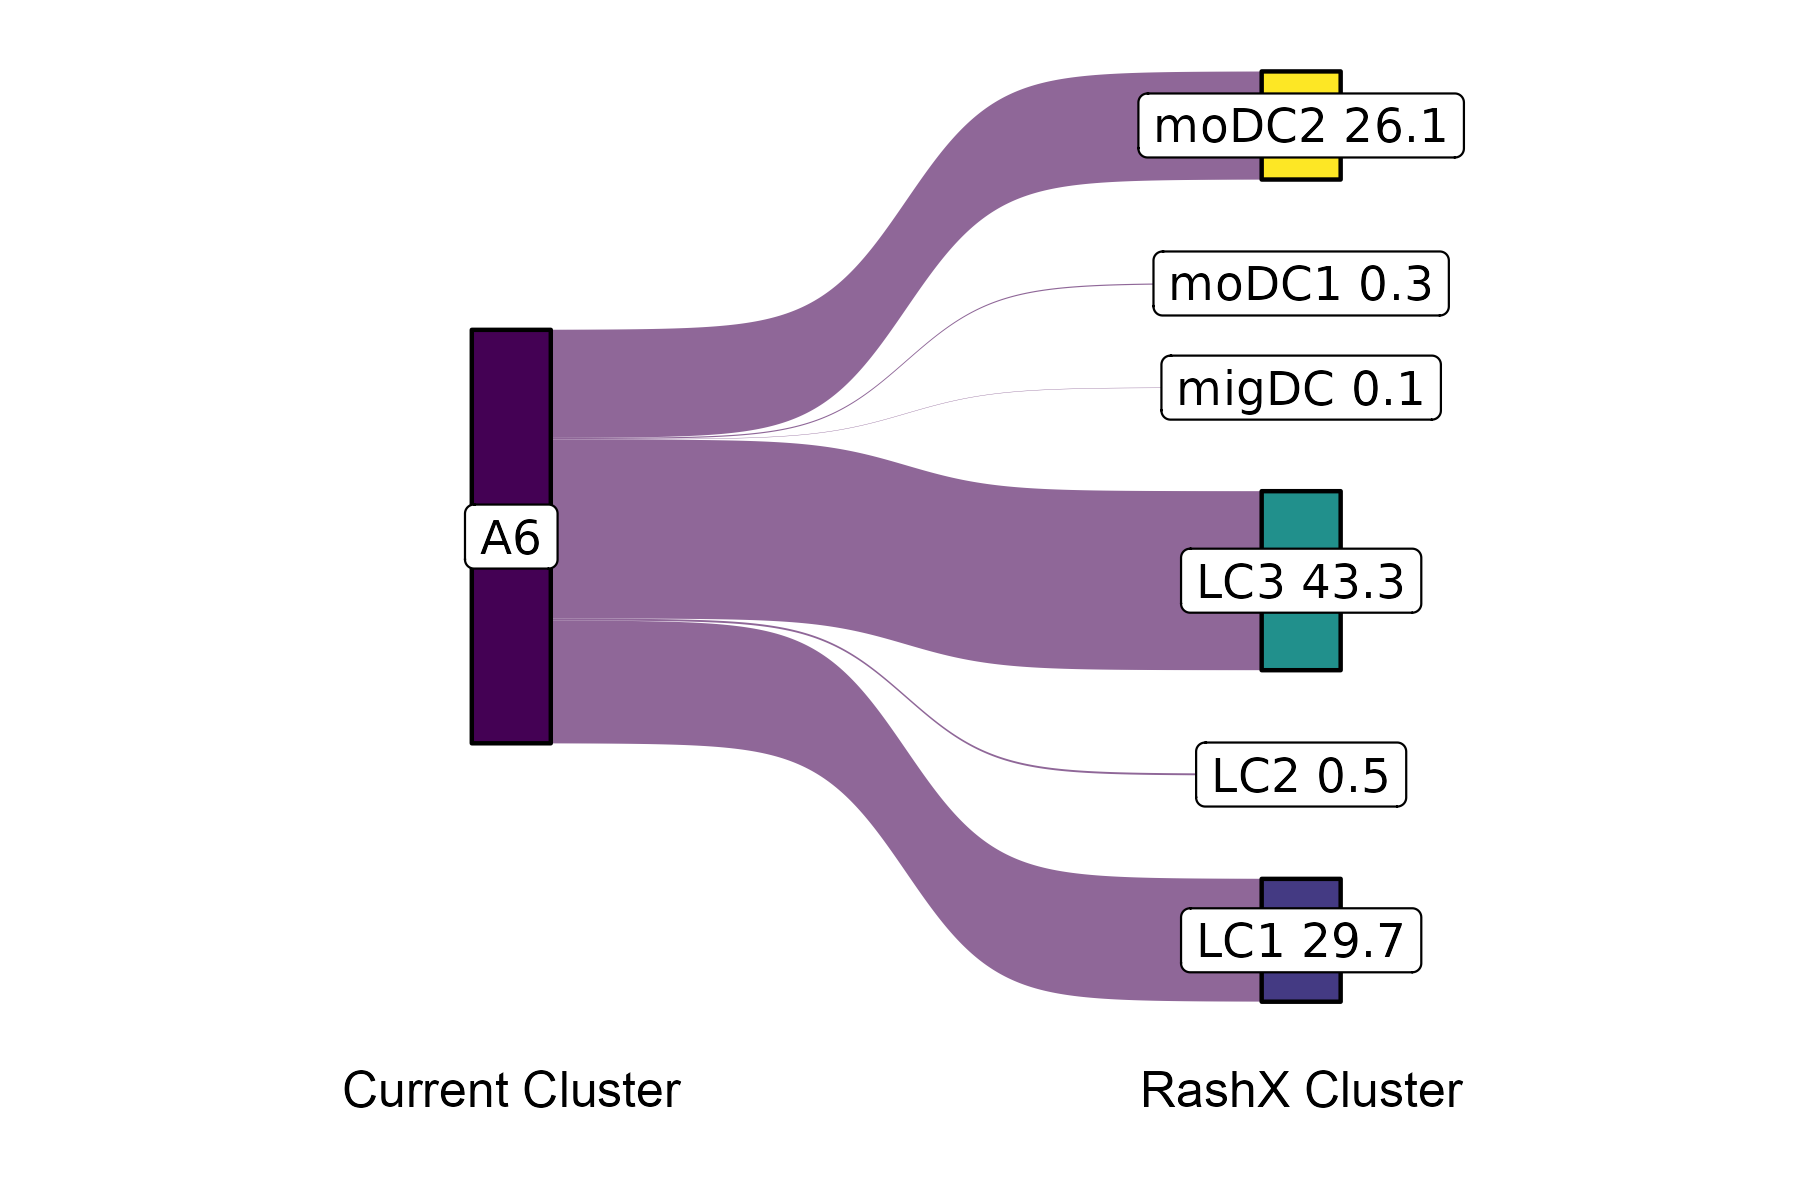 moDC2 26.1
moDC1 0.3
migDC 0.1
A6
LC3 43.3
LC2 0.5
LC1 29.7
Current Cluster
RashX Cluster